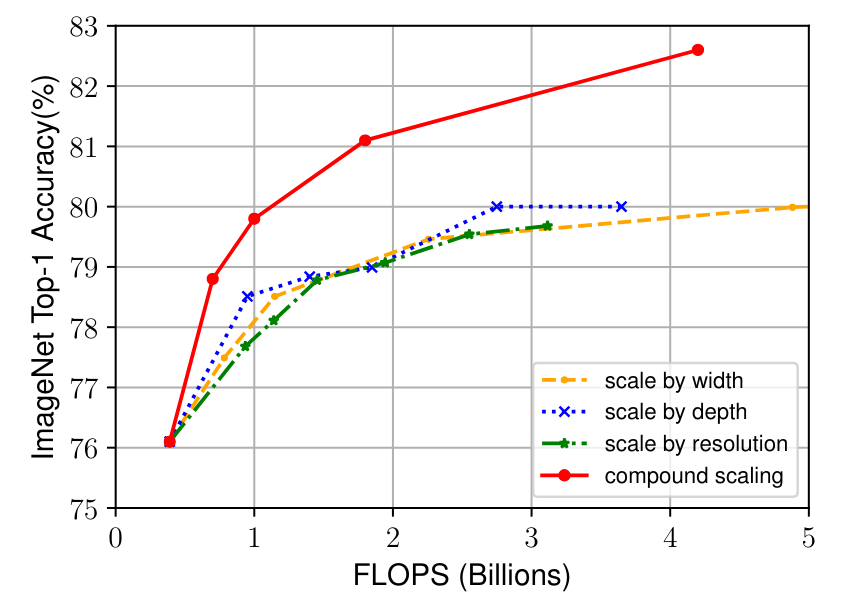 83
82
81
80
79
78
77
76
75
ImageNet Top-1 Accuracy(%)
scale by width
scale by depth
scale by resolution
compound scaling
0 1 2 3 4 5
FLOPS (Billions)